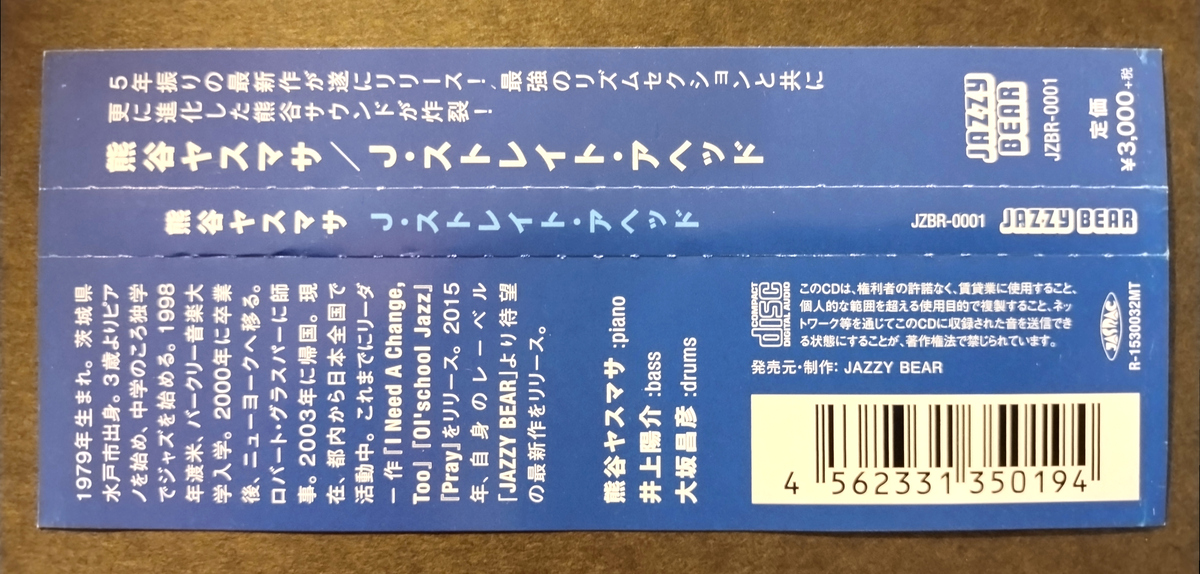 5年振りの最新作が遂にリリース！最強のリズムセクションと共に
更に進化した熊谷サウンドが炸裂！
熊谷ヤスマサ／J・ストレイト・アヘッド
JAZZY
BEAR
JZBR-0001
定価
¥3,000+税
熊谷ヤスマサ J・ストレイト・アヘッド
JZBR-0001 JAZZY BEAR
1979年生まれ。茨城県
水戸市出身。3歳よりピア
ノを始め、中学のころ独学
でジャズを始める。1998
年渡米、バークリー音楽大
学入学。2000年に卒業
後、ニューヨークへ移る。
ロバート・グラスパーに師
事。2003年に帰国。現
在、都内から日本全国で
活動中。これまでにリーダ
ー作『I Need A Change,
Too』『Ol'school Jazz』
『Pray』をリリース。2015
年、自身のレーベル
「JAZZY BEAR」より待望
の最新作をリリース。
熊谷ヤスマサ :piano
井上陽介 :bass
大坂昌彦 :drums
COMPACT
disc
DIGITAL AUDIO
このCDは、権利者の許諾なく、賃貸業に使用すること、
個人的な範囲を超える使用目的で複製すること、ネッ
トワーク等を通じてこのCDに収録された音を送信でき
る状態にすることが、著作権法で禁じられています。
発売元・制作：JAZZY BEAR
JASRAC
R-1530032MT
4 562331 350194